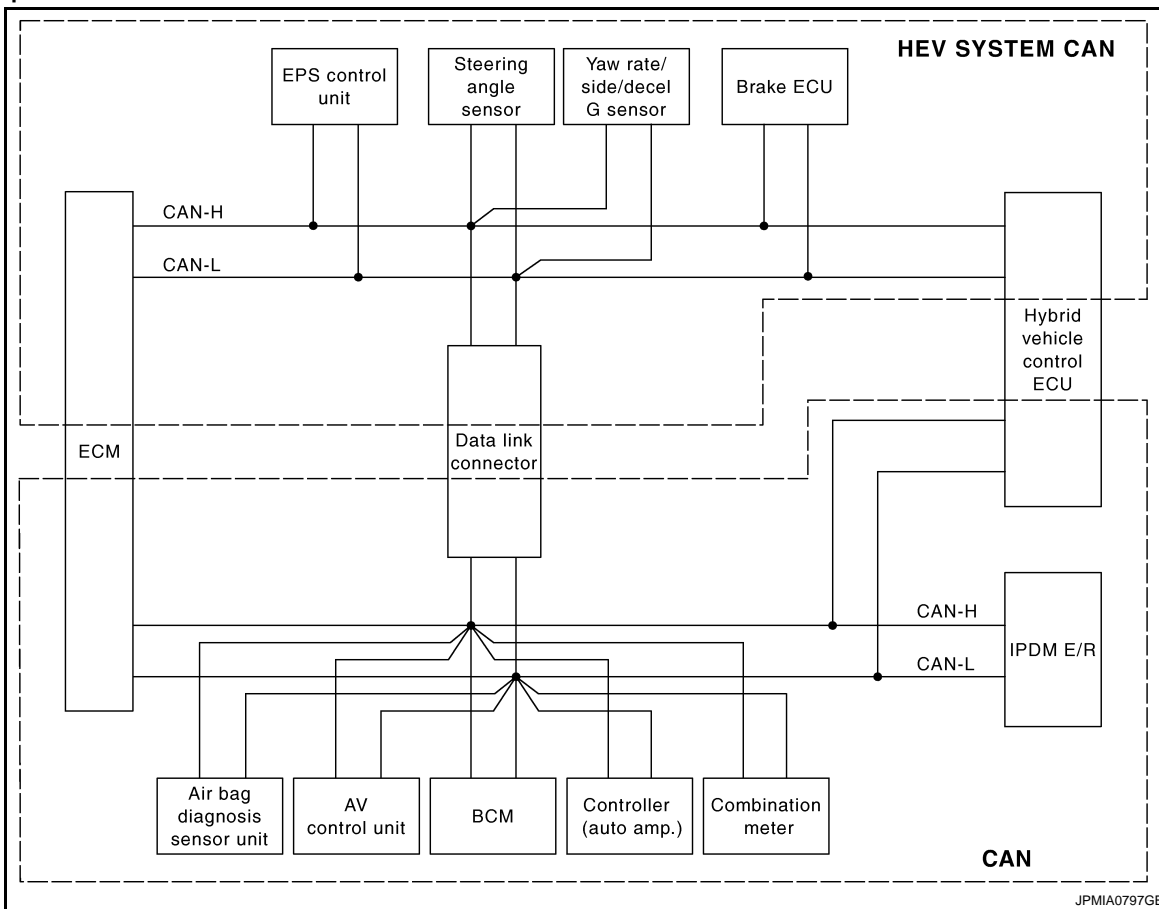 HEV SYSTEM CAN
EPS control
unit
Steering
angle
sensor
Yaw rate/
side/decel
G sensor
Brake ECU
CAN-H
CAN-L
Hybrid
vehicle
control
ECU
ECM
Data link
connector
CAN-H
CAN-L
IPDM E/R
Air bag
diagnosis
sensor unit
AV
control unit
BCM
Controller
(auto amp.)
Combination
meter
CAN